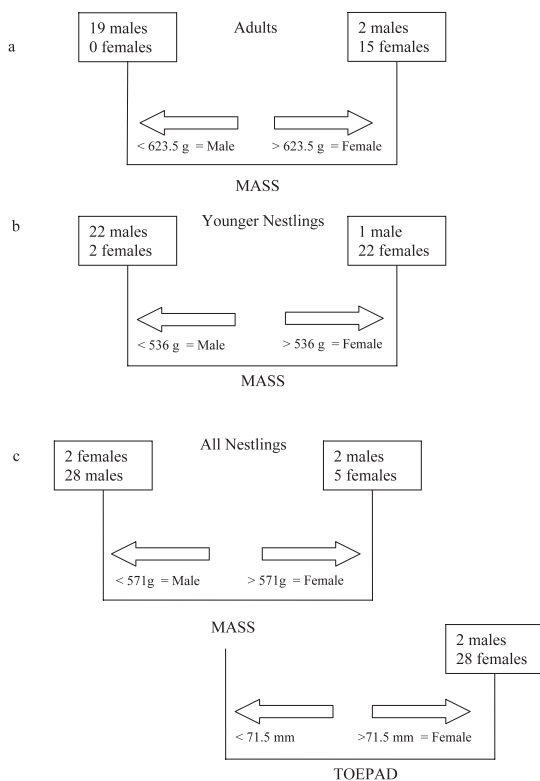 a
19 males
0 females
Adults
2 males
15 females
< 623.5 g  = Male
> 623.5 g  = Female
MASS
b
22 males
2 females
Younger Nestlings
1 male
22 females
< 536 g  = Male
> 536 g  = Female
MASS
c
2 females
28 males
All Nestlings
2 males
5 females
< 571g  = Male
> 571g  = Female
MASS
2 males
28 females
< 71.5 mm
>71.5 mm  = Female
TOEPAD